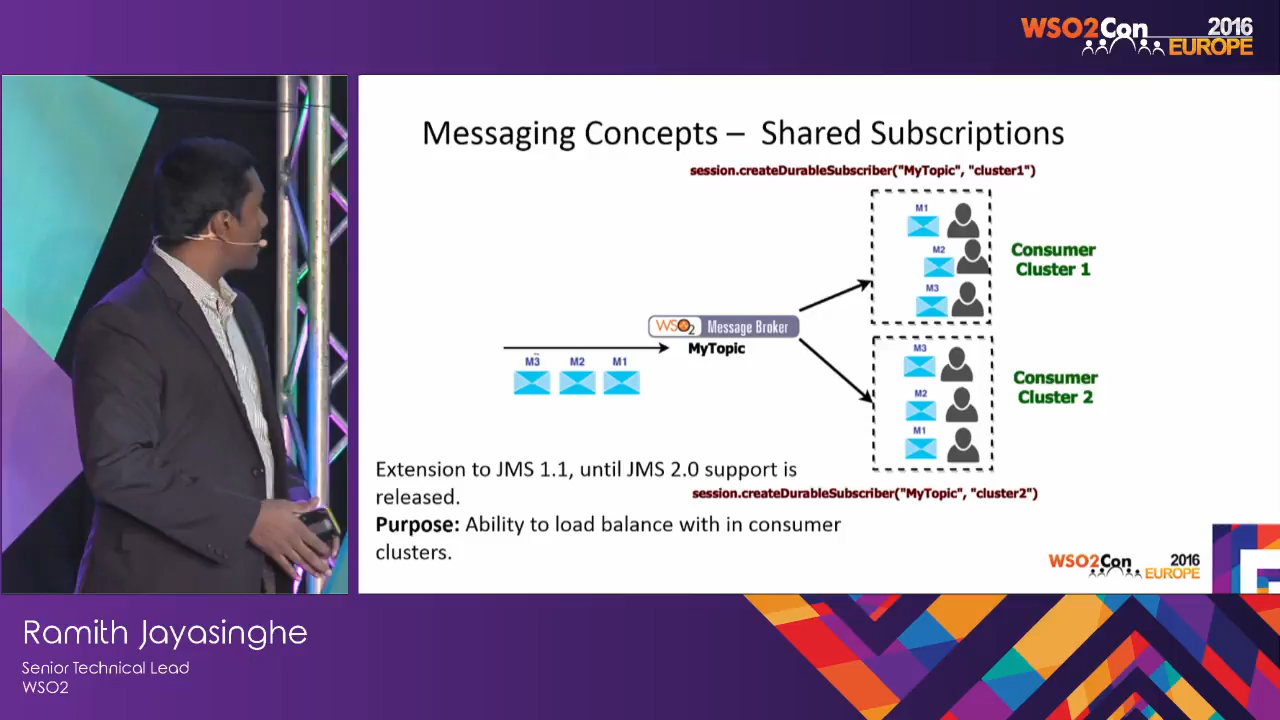 WSO2Con 2016
EUROPE
Messaging Concepts – Shared Subscriptions
session.createDurableSubscriber("MyTopic", "cluster1")
M1
M2
M3
Consumer
Cluster 1
WSO2 Message Broker
MyTopic
M3 M2 M1
M3
M2
M1
Consumer
Cluster 2
Extension to JMS 1.1, until JMS 2.0 support is
released.
session.createDurableSubscriber("MyTopic", "cluster2")
Purpose: Ability to load balance with in consumer
clusters.
WSO2Con 2016
EUROPE
Ramith Jayasinghe
Senior Technical Lead
WSO2